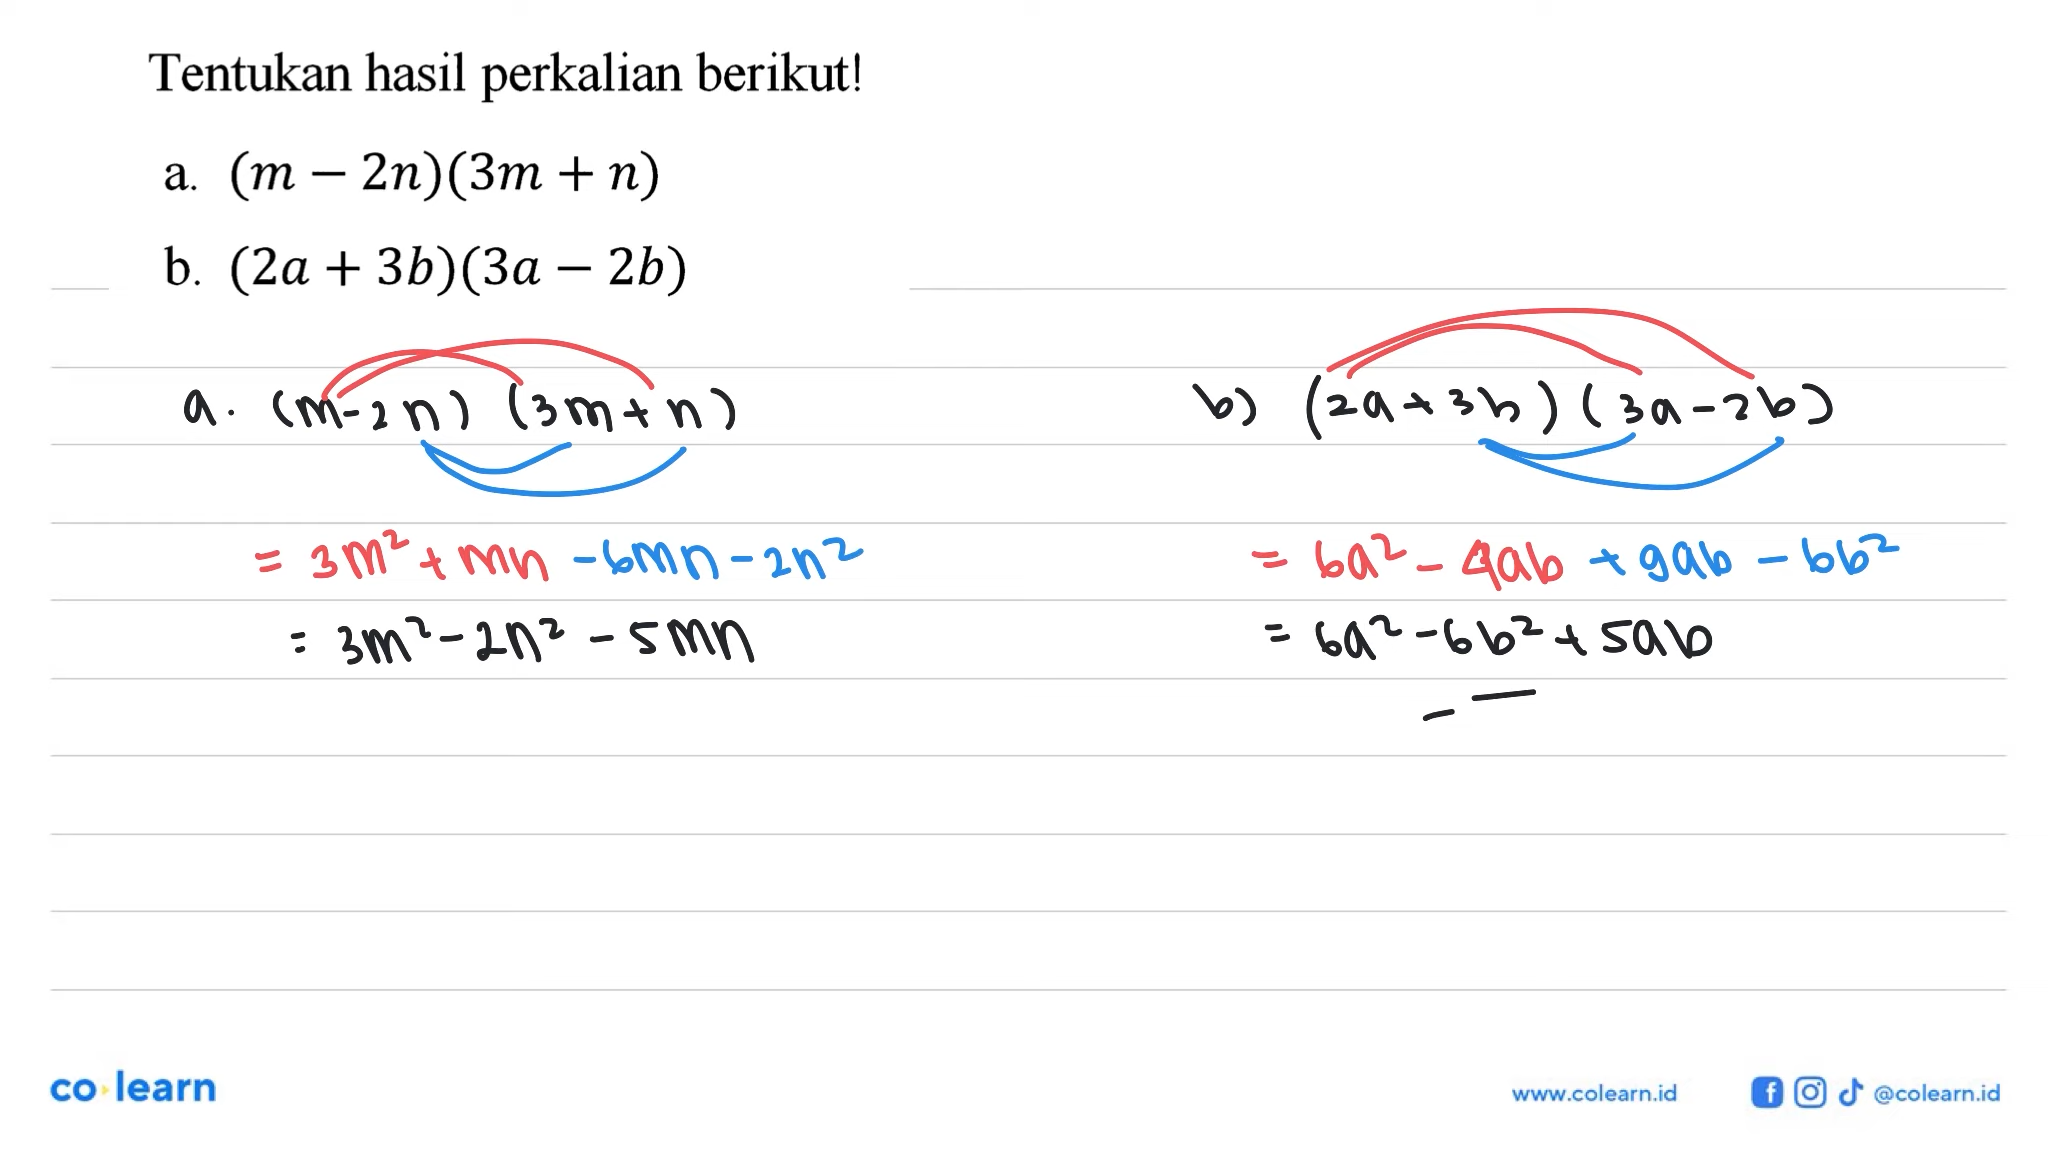 Tentukan hasil perkalian berikut!
a. (m − 2n)(3m + n)
b. (2a + 3b)(3a − 2b)
a. (m-2n) (3m+n)
= 3m² + mn -6mn - 2n²
= 3m² - 2n² - 5mn
b) (2a+3b) (3a-2b)
= 6a² - 4ab + 9ab - 6b²
= 6a² - 6b² + 5ab
co learn
www.colearn.id
@colearn.id